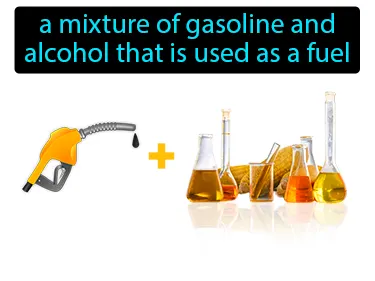 a mixture of gasoline and
alcohol that is used as a fuel